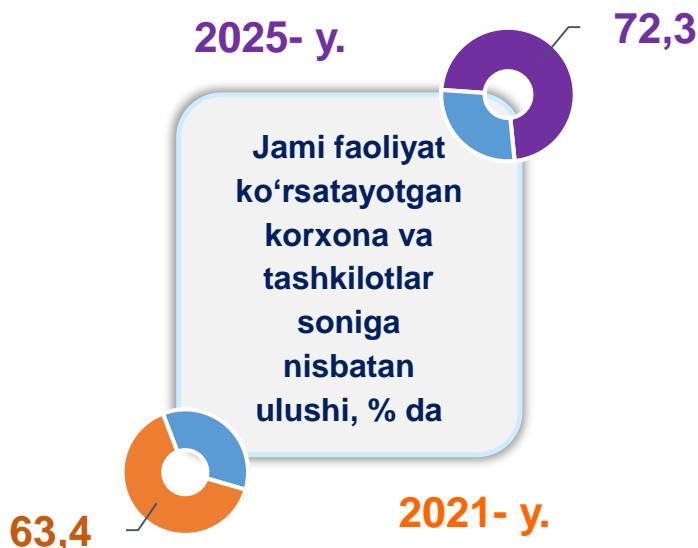 2025- y.
72,3
Jami faoliyat
ko‘rsatayotgan
korxona va
tashkilotlar
soniga
nisbatan
ulushi, % da
2021- y.
63,4